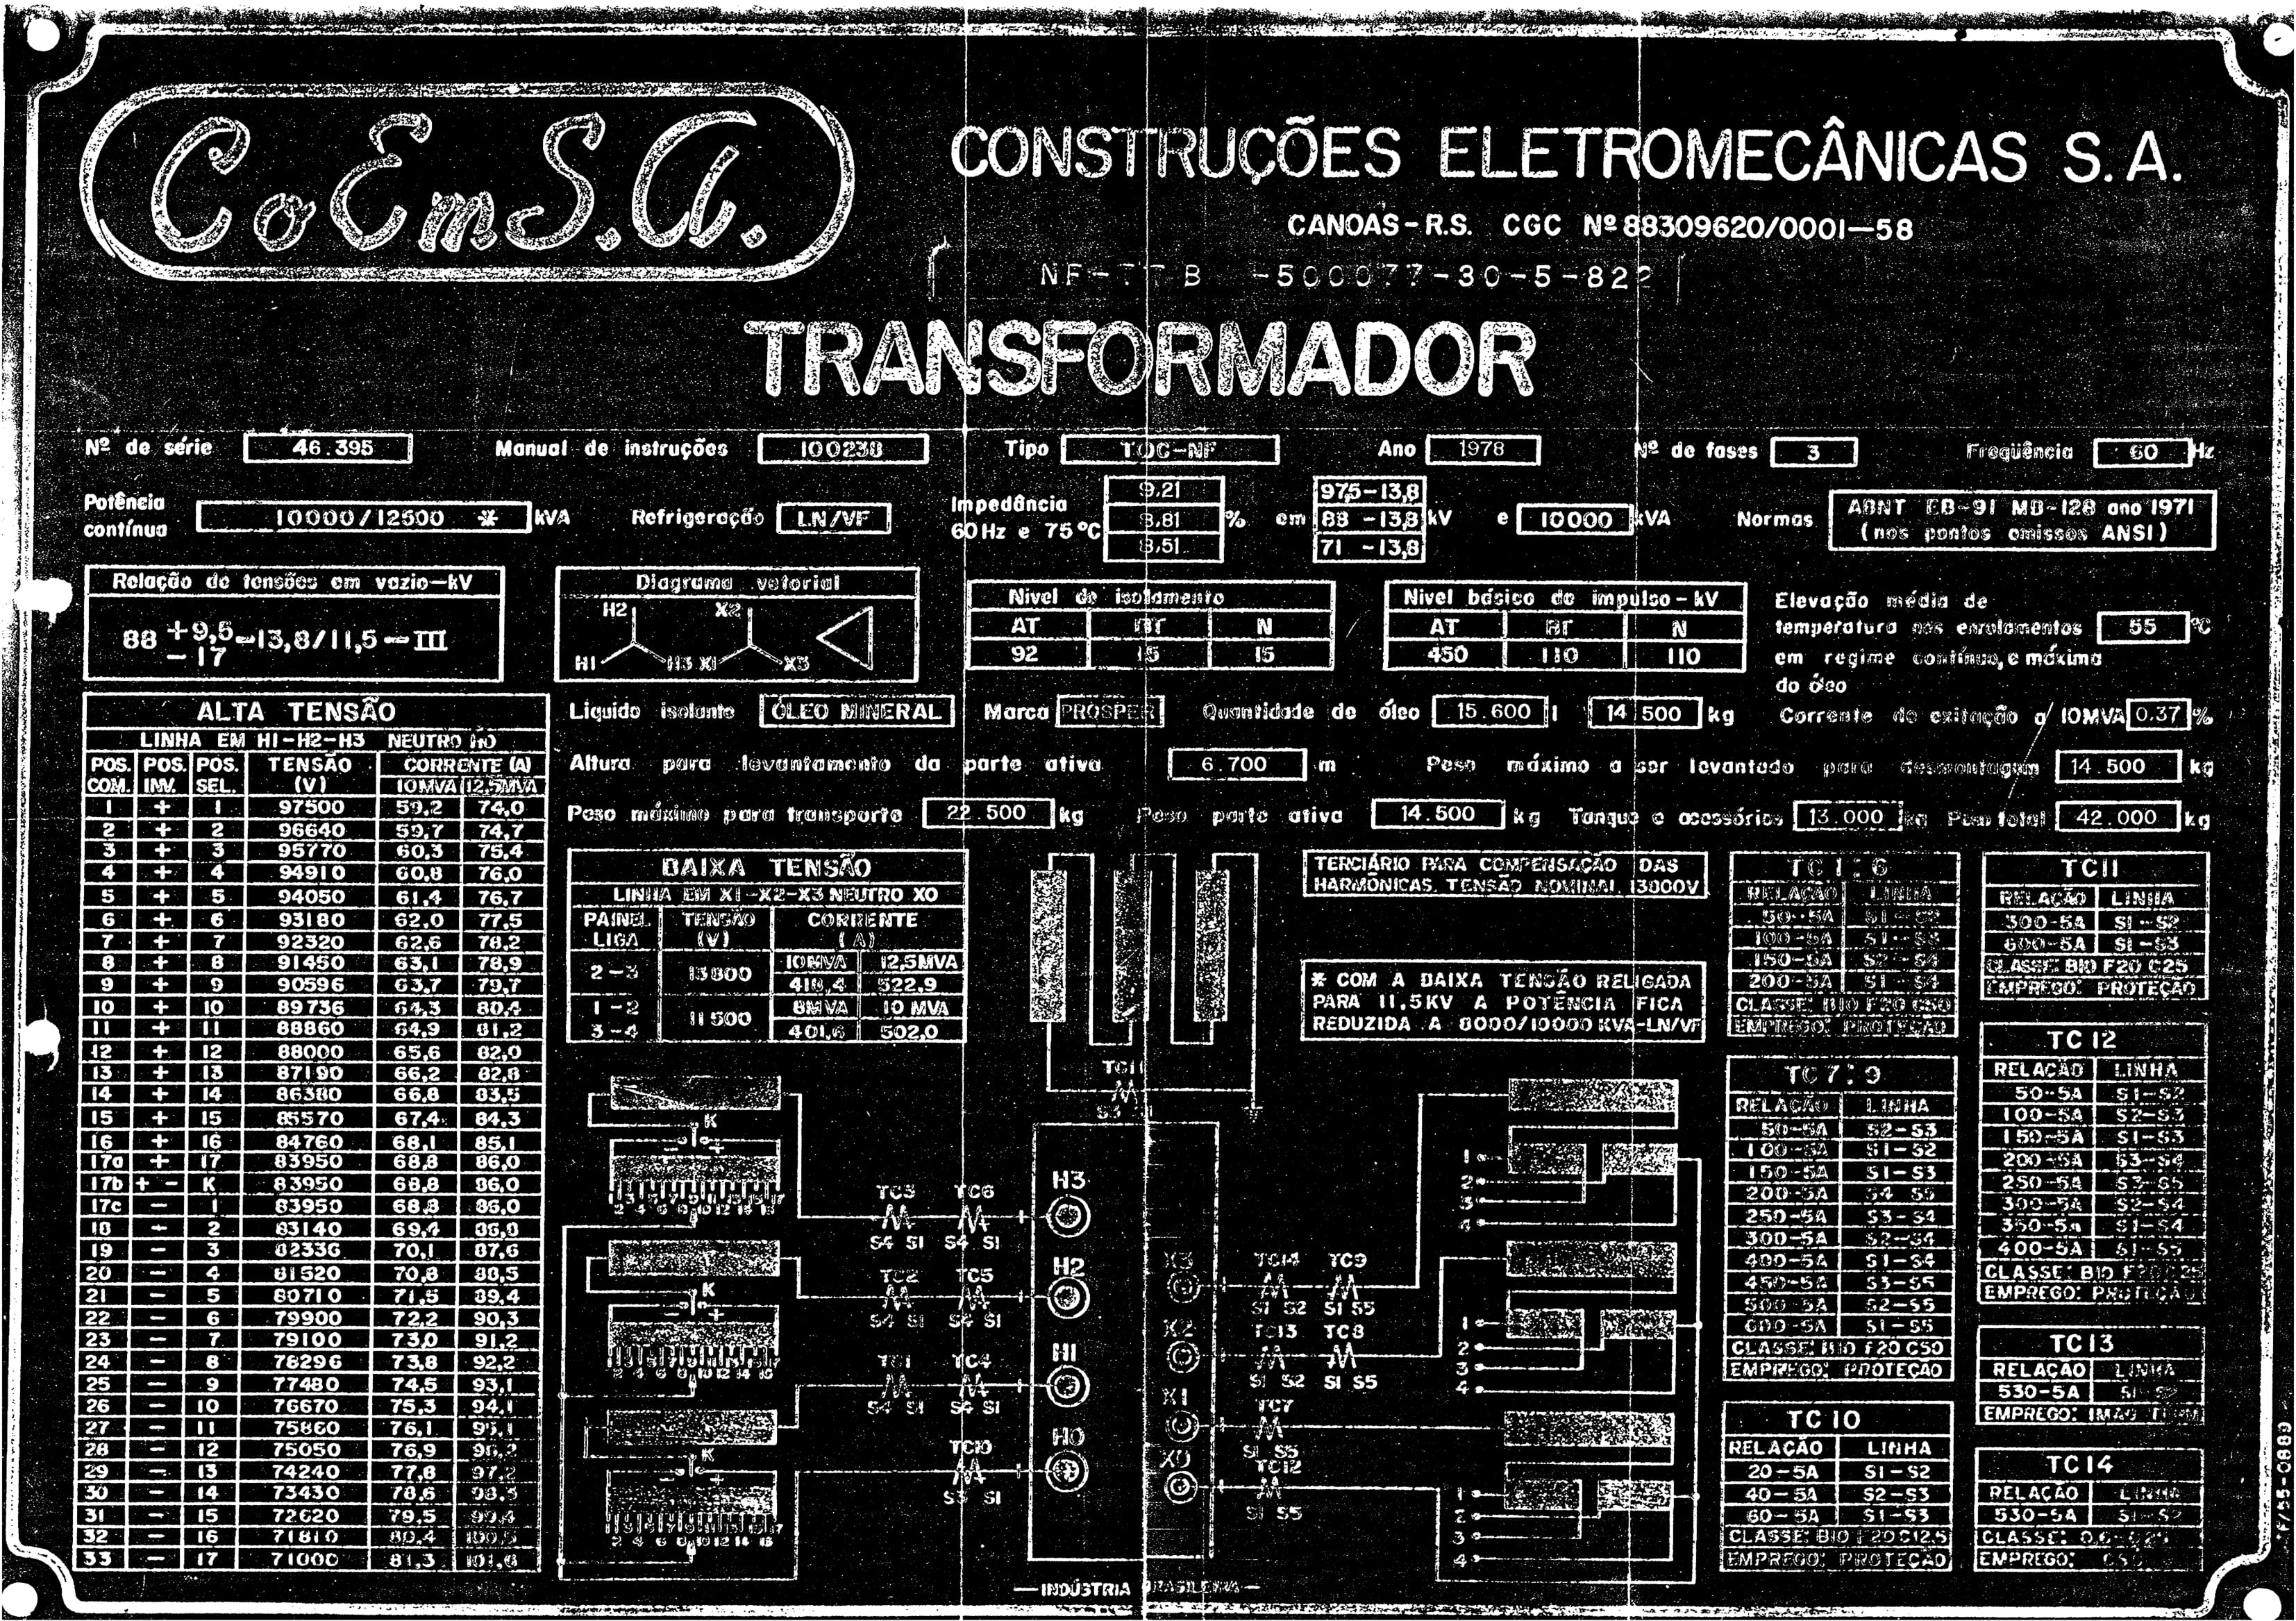 CoEmS.A.
CONSTRUÇÕES ELETROMECÂNICAS S.A.
CANOAS-R.S. CGC Nº 88309620/0001-58
-500077-30-5-822
TRANSFORMADOR
Nº de série 46.395 Manual de instruções 100238 Tipo TOC-NF Ano 1978 Nº de fases 3 Freqüência 60 Hz
Potência contínua 10000/12500 * kVA Refrigeração LN/VF Impedância 60Hz e 75°C 9,21 8,81 8,51 % em 97,5-13,8 88-13,8 71-13,8 kV e 10000 kVA Normas ABNT EB-91 MB-128 ano 1971 (nos pontos omissos ANSI)
Relação de tensões em vazio-kV
88 +9,5 -17 -13,8/11,5-III
Diagrama vetorial
H2 X2
H1 H3 X1 X3
Nivel de isolamento
AT BT N
92 15 15
Nivel básico de impulso-kV
AT BT N
450 110 110
Elevação média de
temperatura nos enrolamentos 55 °C
em regime contínuo, e máxima
do óleo
Liquido isolante ÓLEO MINERAL Marca PROSPER Quantidade de óleo 15.600 l 14 500 kg Corrente de exitação a 10MVA 0.37 %
Altura para levantamento da parte ativa 6.700 m Peso máximo a ser levantado para desmontagem 14.500 kg
Peso máximo para transporte 22.500 kg Peso parte ativa 14.500 kg Tanque e acessórios 13.000 kg Peso total 42.000 kg
ALTA TENSÃO
LINHA EM H1-H2-H3 NEUTRO H0
POS. COM. POS. INV. POS. SEL. TENSÃO (V) CORRENTE (A)
10MVA 12,5MVA
1 + 1 97500 59,2 74,0
2 + 2 96640 59,7 74,7
3 + 3 95770 60,3 75,4
4 + 4 94910 60,8 76,0
5 + 5 94050 61,4 76,7
6 + 6 93180 62,0 77,5
7 + 7 92320 62,6 78,2
8 + 8 91450 63,1 78,9
9 + 9 90596 63,7 79,7
10 + 10 89736 64,3 80,4
11 + 11 88860 64,9 81,2
12 + 12 88000 65,6 82,0
13 + 13 87190 66,2 82,8
14 + 14 86380 66,8 83,5
15 + 15 85570 67,4 84,3
16 + 16 84760 68,1 85,1
17a + 17 83950 68,8 86,0
17b + - K 83950 68,8 86,0
17c - 1 83950 68,8 86,0
18 - 2 83140 69,4 86,8
19 - 3 82336 70,1 87,6
20 - 4 81520 70,8 88,5
21 - 5 80710 71,5 89,4
22 - 6 79900 72,2 90,3
23 - 7 79100 73,0 91,2
24 - 8 78296 73,8 92,2
25 - 9 77480 74,5 93,1
26 - 10 76670 75,3 94,1
27 - 11 75860 76,1 95,1
28 - 12 75050 76,9 96,2
29 - 13 74240 77,8 97,2
30 - 14 73430 78,6 98,3
31 - 15 72620 79,5 99,4
32 - 16 71810 80,4 100,5
33 - 17 71000 81,3 101,6
BAIXA TENSÃO
LINHA EM X1-X2-X3 NEUTRO X0
PAINEL LIGA TENSÃO (V) CORRENTE (A)
2-3 13800 10MVA 12,5MVA
418,4 522,9
1-2 3-4 11500 8MVA 10 MVA
401,6 502,0
TERCIÁRIO PARA COMPENSAÇÃO DAS
HARMÔNICAS. TENSÃO NOMINAL 13000V
* COM A BAIXA TENSÃO RELIGADA
PARA 11,5KV A POTÊNCIA FICA
REDUZIDA A 8000/10000 KVA-LN/VF
TC11
S3 S1
K
- +
2 4 6 8 10 12 14 16
TC3 TC6
S4 S1 S4 S1
H3
K
- +
2 4 6 8 10 12 14 16
TC2 TC5
S4 S1 S4 S1
H2
K
- +
2 4 6 8 10 12 14 16
TC1 TC4
S4 S1 S4 S1
H1
TC10
S3 S1
H0
X3
TC14 TC9
S1 S2 S1 S5
X2
TC13 TC8
S1 S2 S1 S5
X1
TC7
S1 S5
X0
TC12
S1 S5
1
2
3
4
1
2
3
4
1
2
3
4
TC 1:6
RELAÇÃO LINHA
50-5A S1-S2
100-5A S1-S3
150-5A S2-S4
200-5A S1-S4
CLASSE: B10 F20 C50
EMPREGO: PROTEÇÃO
TC 7:9
RELAÇÃO LINHA
50-5A S2-S3
100-5A S1-S2
150-5A S1-S3
200-5A S4 S5
250-5A S3-S4
300-5A S2-S4
400-5A S1-S4
450-5A S3-S5
500-5A S2-S5
600-5A S1-S5
CLASSE: B10 F20 C50
EMPREGO: PROTEÇÃO
TC 10
RELAÇÃO LINHA
20-5A S1-S2
40-5A S2-S3
60-5A S1-S3
CLASSE: B10 F20 C12.5
EMPREGO: PROTEÇÃO
TC11
RELAÇÃO LINHA
300-5A S1-S2
600-5A S1-S3
CLASSE: B10 F20 C25
EMPREGO: PROTEÇÃO
TC 12
RELAÇÃO LINHA
50-5A S1-S2
100-5A S2-S3
150-5A S1-S3
200-5A S3-S4
250-5A S3-S5
300-5A S2-S4
350-5A S1-S4
400-5A S1-S5
CLASSE: B10
EMPREGO: PROTEÇÃO
TC 13
RELAÇÃO LINHA
530-5A S1-S2
EMPREGO:
TC 14
RELAÇÃO LINHA
530-5A S1-S2
CLASSE:
EMPREGO:
— INDÚSTRIA BRASILEIRA —